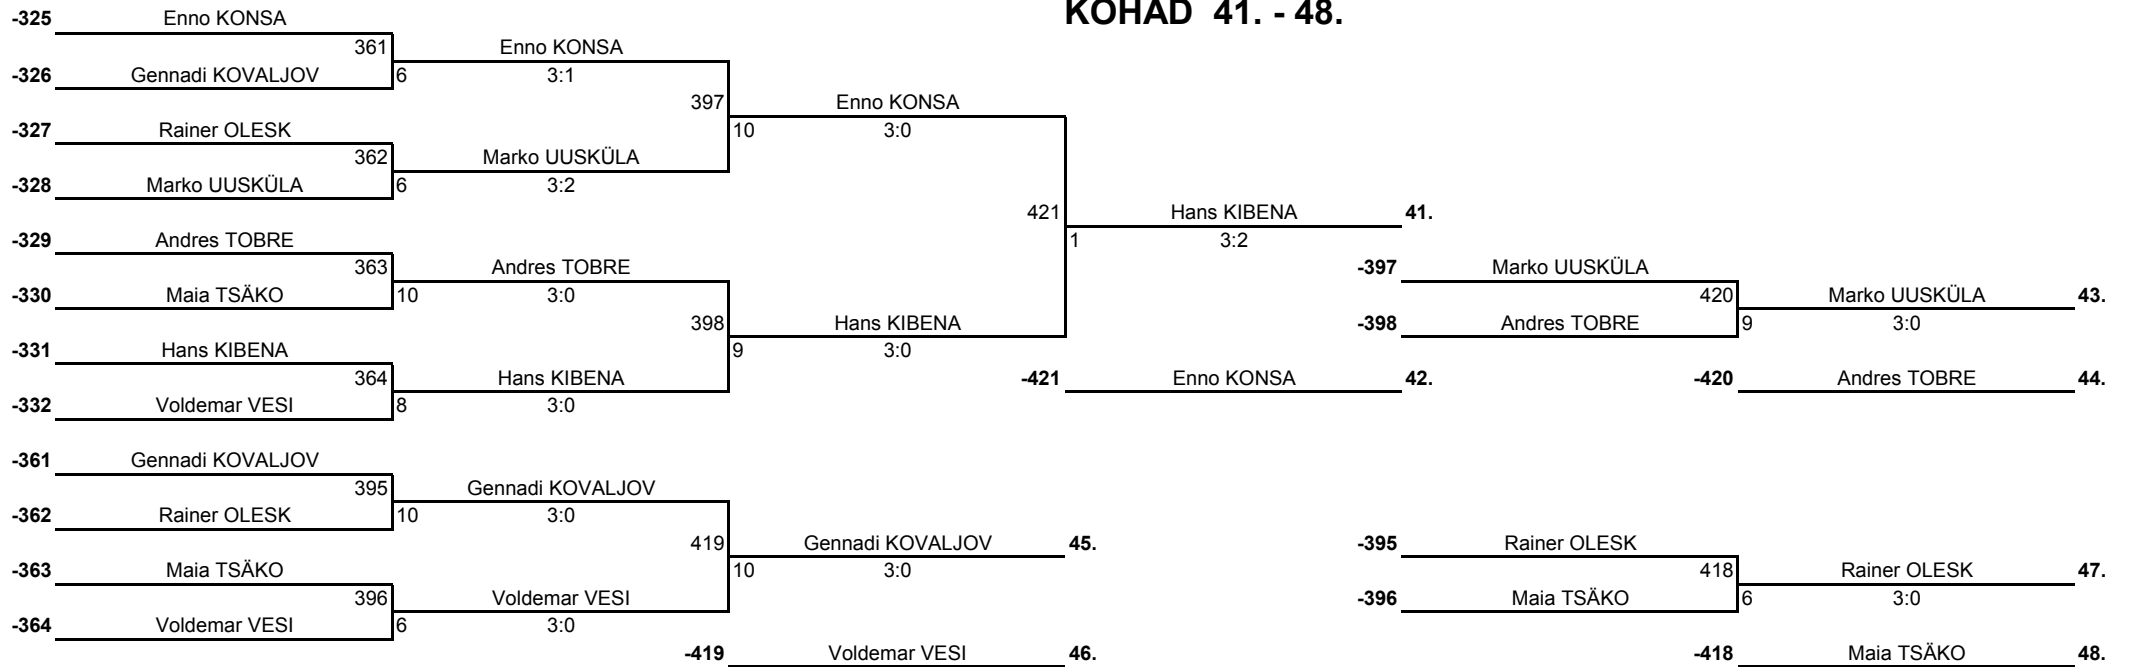 KOHAD 41. - 48.
-325 Enno KONSA
361 Enno KONSA
-326 Gennadi KOVALJOV 6 3:1
397 Enno KONSA
-327 Rainer OLESK 10 3:0
362 Marko UUSKÜLA
-328 Marko UUSKÜLA 6 3:2
421 Hans KIBENA 41.
-329 Andres TOBRE 1 3:2
363 Andres TOBRE -397 Marko UUSKÜLA
-330 Maia TSÄKO 10 3:0 420 Marko UUSKÜLA 43.
398 Hans KIBENA -398 Andres TOBRE 9 3:0
-331 Hans KIBENA 9 3:0
364 Hans KIBENA -421 Enno KONSA 42. -420 Andres TOBRE 44.
-332 Voldemar VESI 8 3:0
-361 Gennadi KOVALJOV
395 Gennadi KOVALJOV
-362 Rainer OLESK 10 3:0
419 Gennadi KOVALJOV 45. -395 Rainer OLESK
-363 Maia TSÄKO 10 3:0 418 Rainer OLESK 47.
396 Voldemar VESI -396 Maia TSÄKO 6 3:0
-364 Voldemar VESI 6 3:0
-419 Voldemar VESI 46. -418 Maia TSÄKO 48.